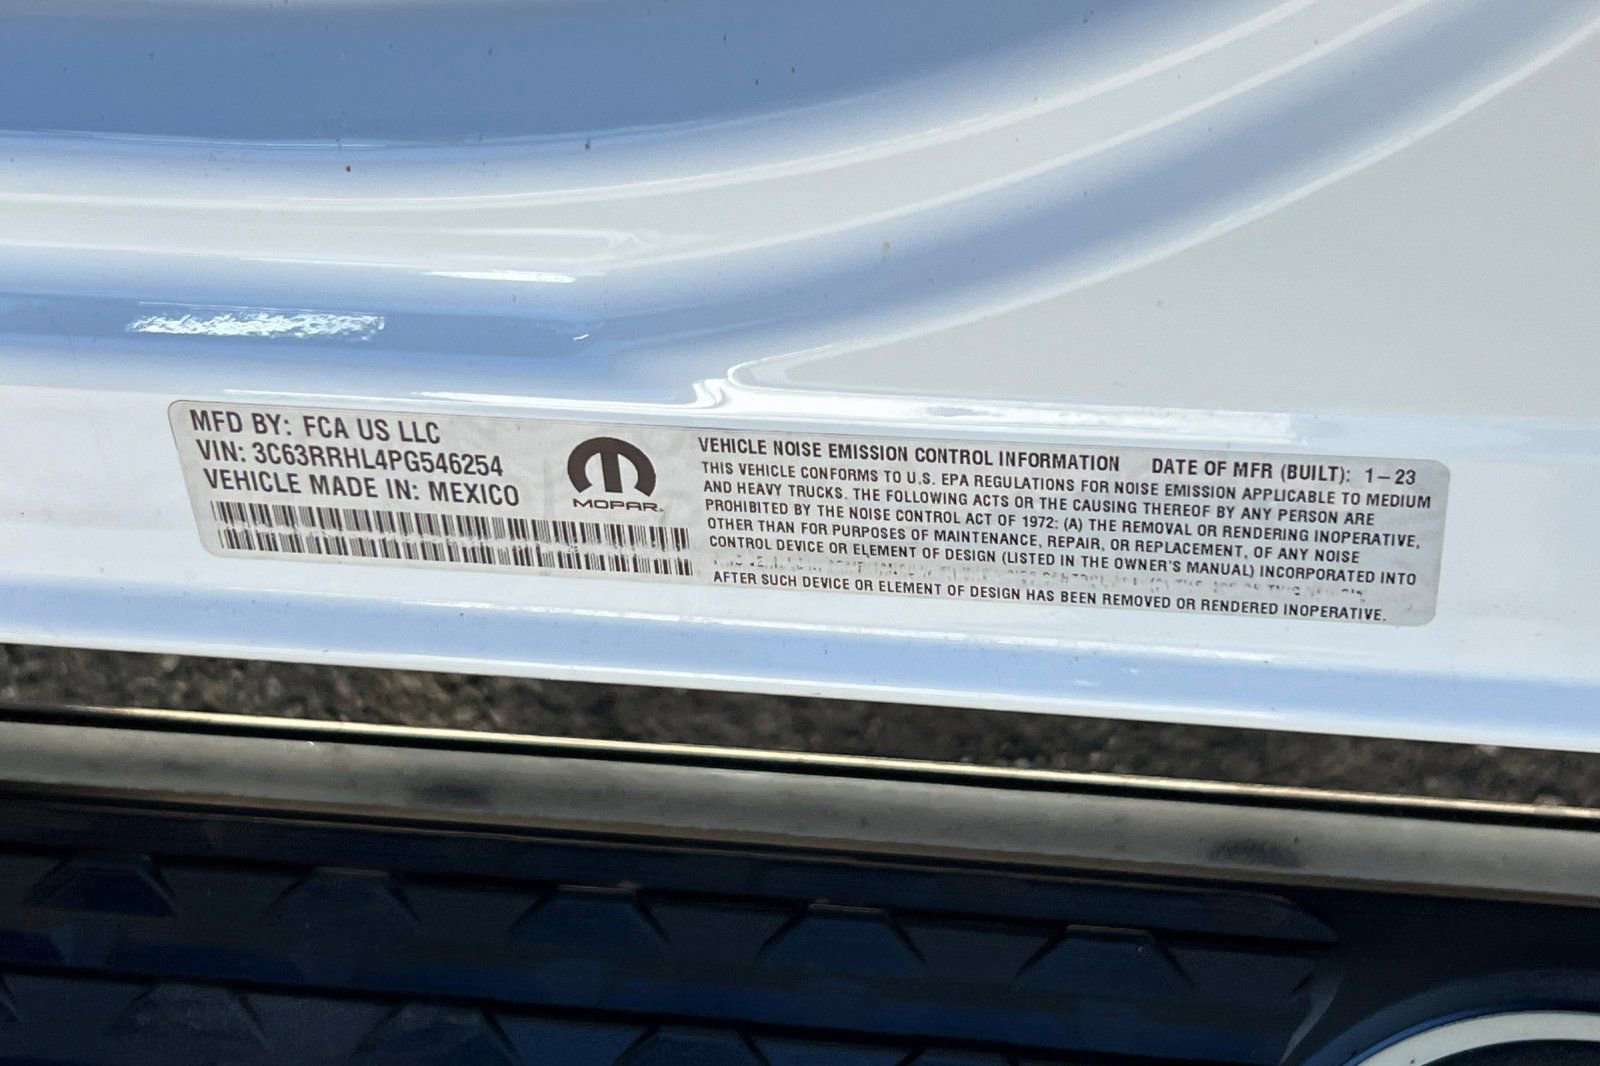 MFD BY: FCA US LLC
VIN: 3C63RRHL4PG546254
VEHICLE MADE IN: MEXICO
MOPAR
VEHICLE NOISE EMISSION CONTROL INFORMATION DATE OF MFR (BUILT): 1-23
THIS VEHICLE CONFORMS TO U.S. EPA REGULATIONS FOR NOISE EMISSION APPLICABLE TO MEDIUM
AND HEAVY TRUCKS. THE FOLLOWING ACTS OR THE CAUSING THEREOF BY ANY PERSON ARE
PROHIBITED BY THE NOISE CONTROL ACT OF 1972: (A) THE REMOVAL OR RENDERING INOPERATIVE,
OTHER THAN FOR PURPOSES OF MAINTENANCE, REPAIR, OR REPLACEMENT, OF ANY NOISE
CONTROL DEVICE OR ELEMENT OF DESIGN (LISTED IN THE OWNER'S MANUAL) INCORPORATED INTO
AFTER SUCH DEVICE OR ELEMENT OF DESIGN HAS BEEN REMOVED OR RENDERED INOPERATIVE.